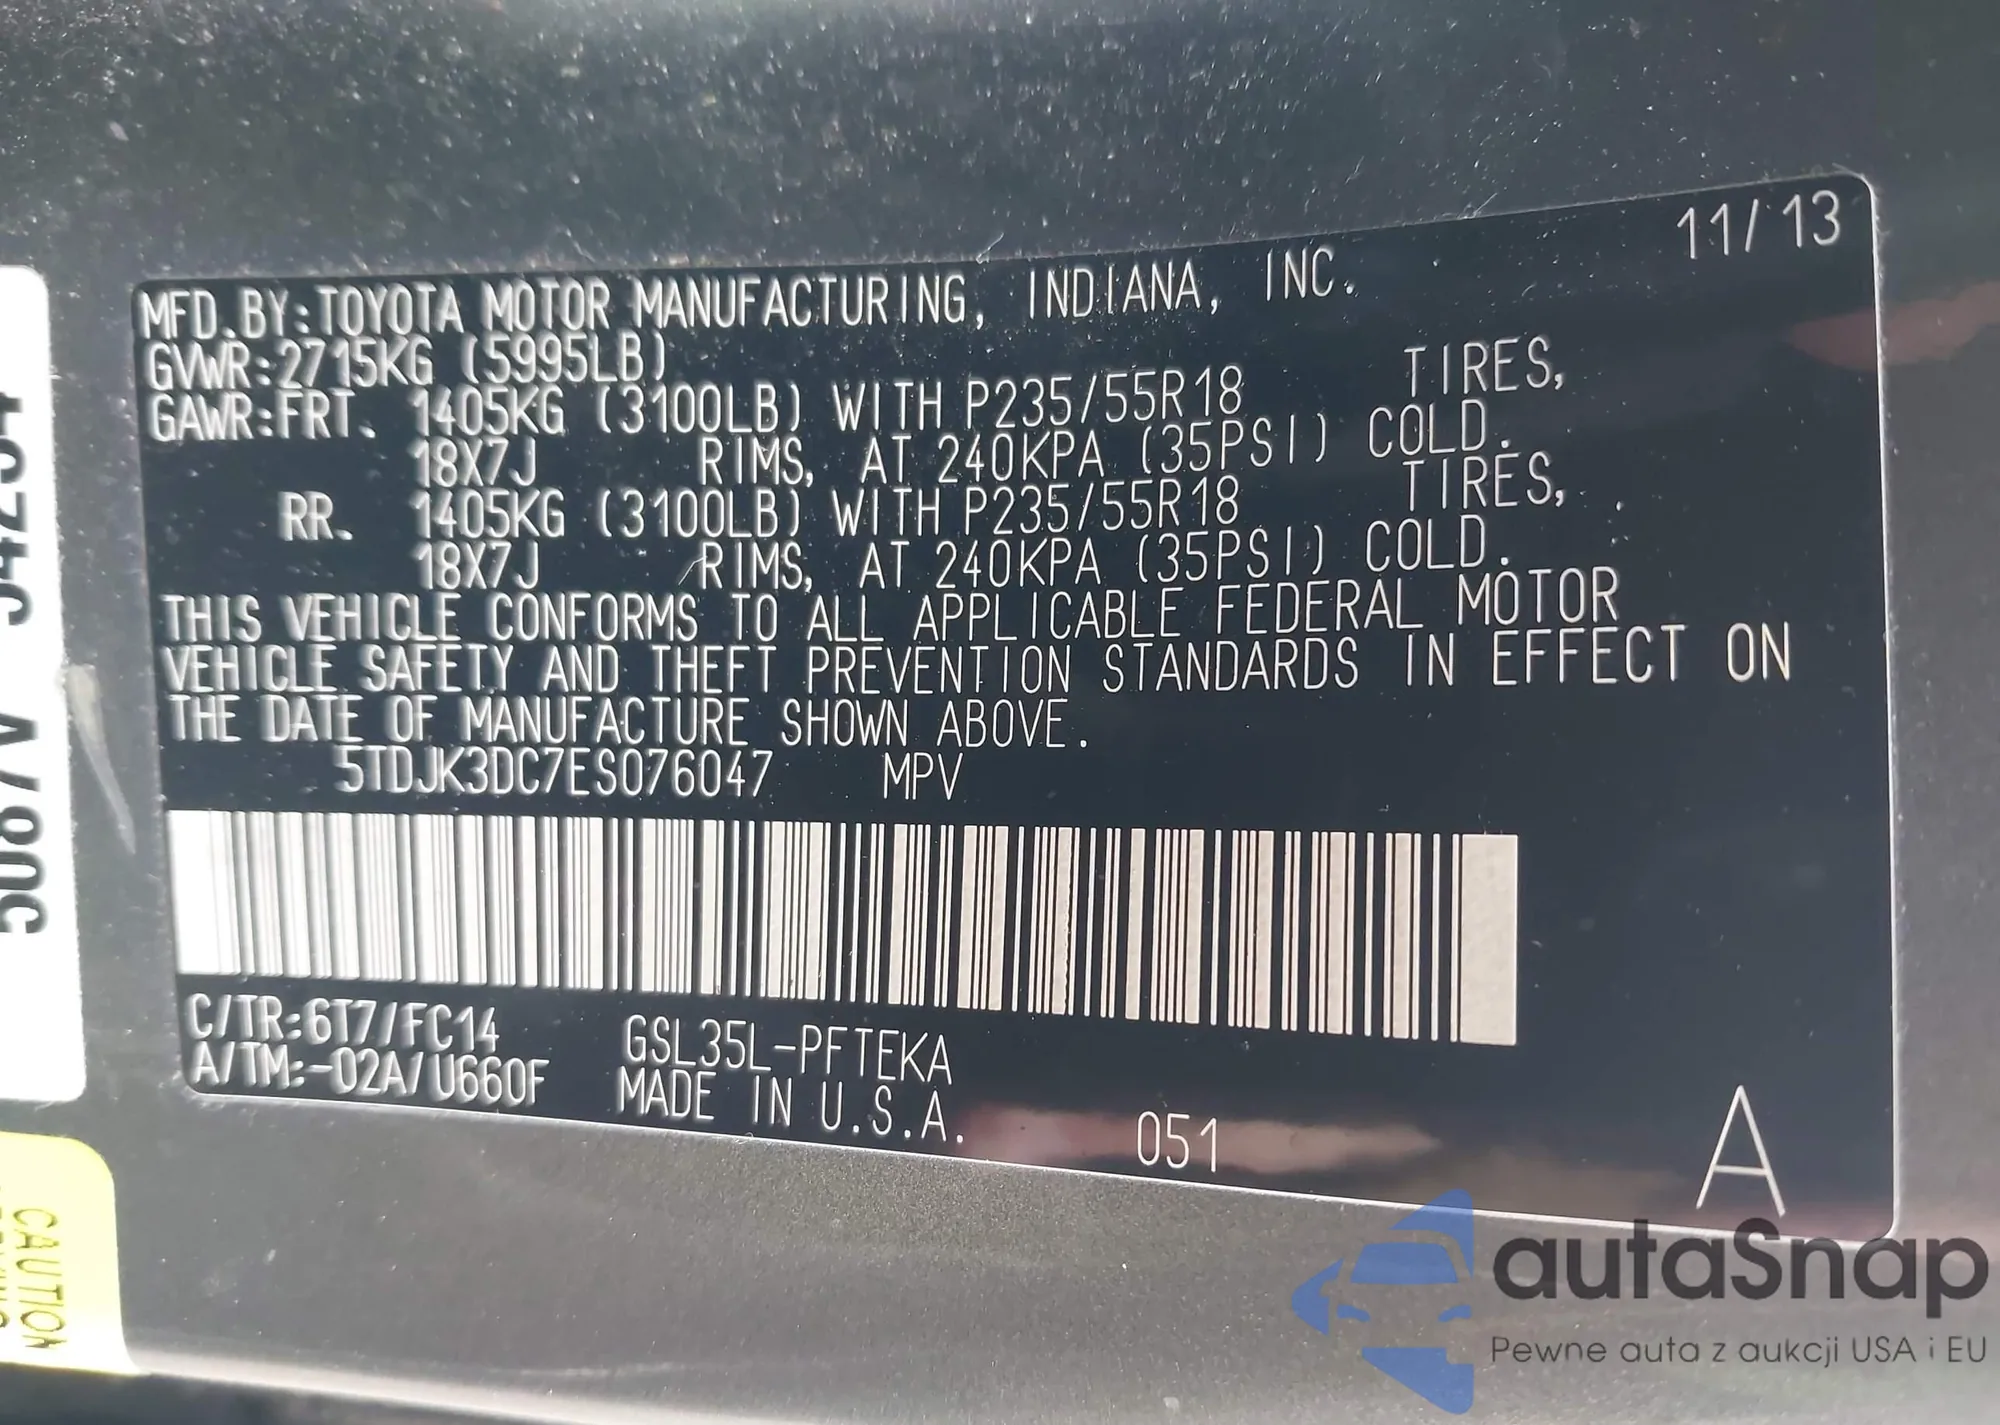 11/13
MFD.BY:TOYOTA MOTOR MANUFACTURING, INDIANA, INC.
GVWR:2715KG (5995LB)
GAWR:FRT. 1405KG (3100LB) WITH P235/55R18 TIRES,
18X7J RIMS, AT 240KPA (35PSI) COLD.
RR. 1405KG (3100LB) WITH P235/55R18 TIRES,
18X7J RIMS, AT 240KPA (35PSI) COLD.
THIS VEHICLE CONFORMS TO ALL APPLICABLE FEDERAL MOTOR
VEHICLE SAFETY AND THEFT PREVENTION STANDARDS IN EFFECT ON
THE DATE OF MANUFACTURE SHOWN ABOVE.
5TDJK3DC7ES076047 MPV
C/TR:6T7/FC14 GSL35L-PFTEKA
A/TM:-02A/U660F MADE IN U.S.A.
051
A
CAUTION
autaSnap
Pewne auta z aukcji USA i EU